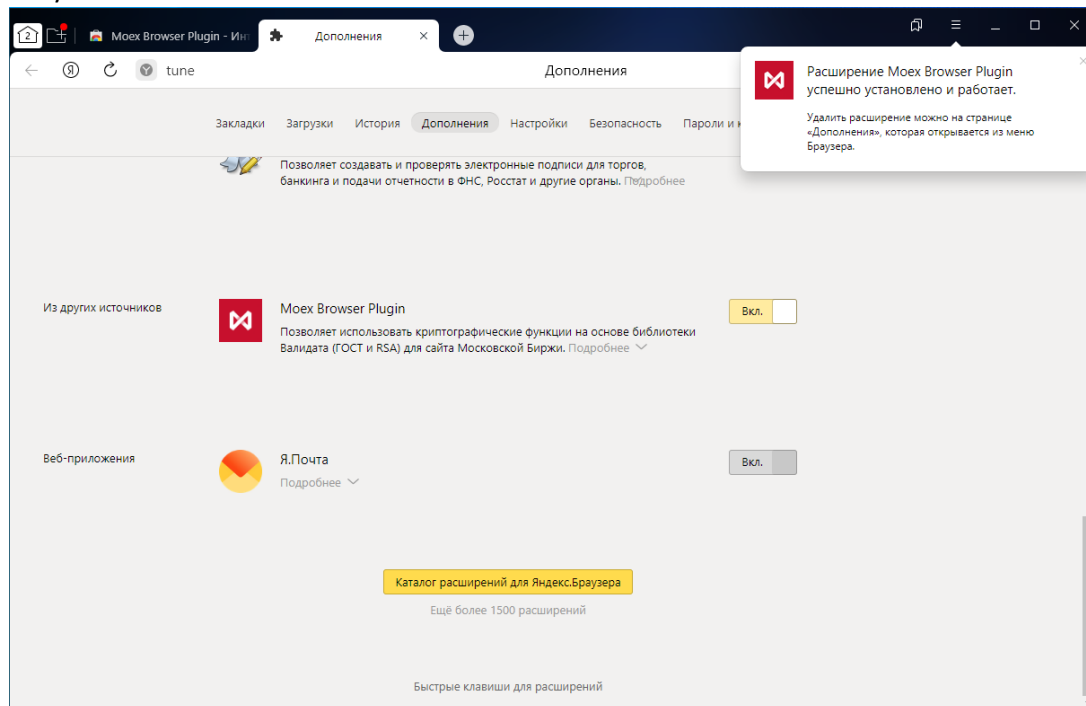 2
Moex Browser Plugin - Инт
Дополнения
tune
Дополнения
Расширение Moex Browser Plugin
успешно установлено и работает.
Удалить расширение можно на странице
«Дополнения», которая открывается из меню
Браузера.
Закладки Загрузки История Дополнения Настройки Безопасность Пароли и к
Позволяет создавать и проверять электронные подписи для торгов,
банкинга и подачи отчетности в ФНС, Росстат и другие органы. Подробнее
Из других источников
Moex Browser Plugin
Вкл.
Позволяет использовать криптографические функции на основе библиотеки
Валидата (ГОСТ и RSA) для сайта Московской Биржи. Подробнее
Веб-приложения
Я.Почта
Вкл.
Подробнее
Каталог расширений для Яндекс.Браузера
Ещё более 1500 расширений
Быстрые клавиши для расширений